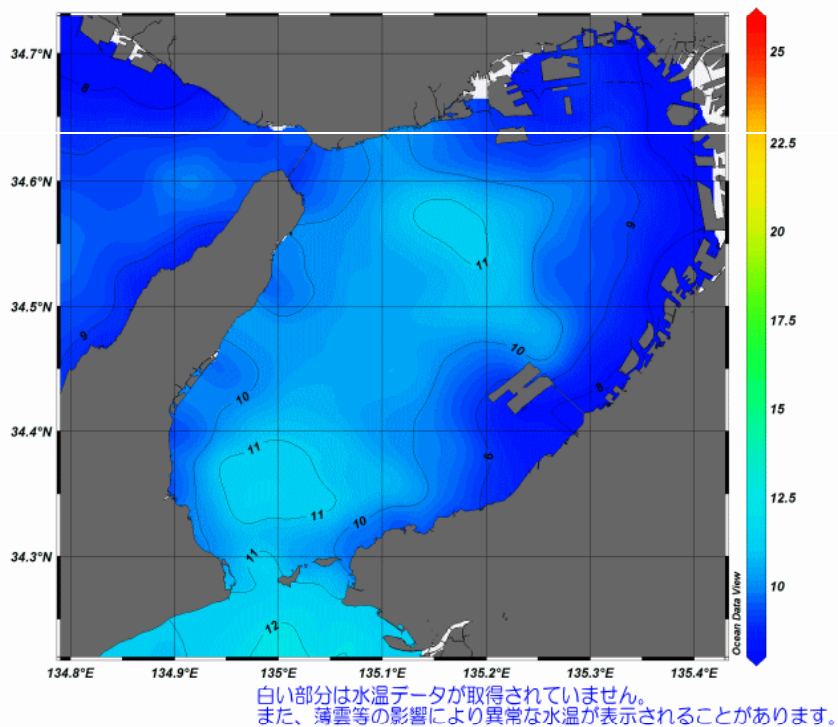 34.7°N
34.6°N
34.5°N
34.4°N
34.3°N
134.8°E 134.9°E 135°E 135.1°E 135.2°E 135.3°E 135.4°E
25
22.5
20
17.5
15
12.5
10
8
9
11
9
10
8
10
11
9
11
10
11
12
Ocean Data View
白い部分は水温データが取得されていません。
また、薄雲等の影響により異常な水温が表示されることがあります。